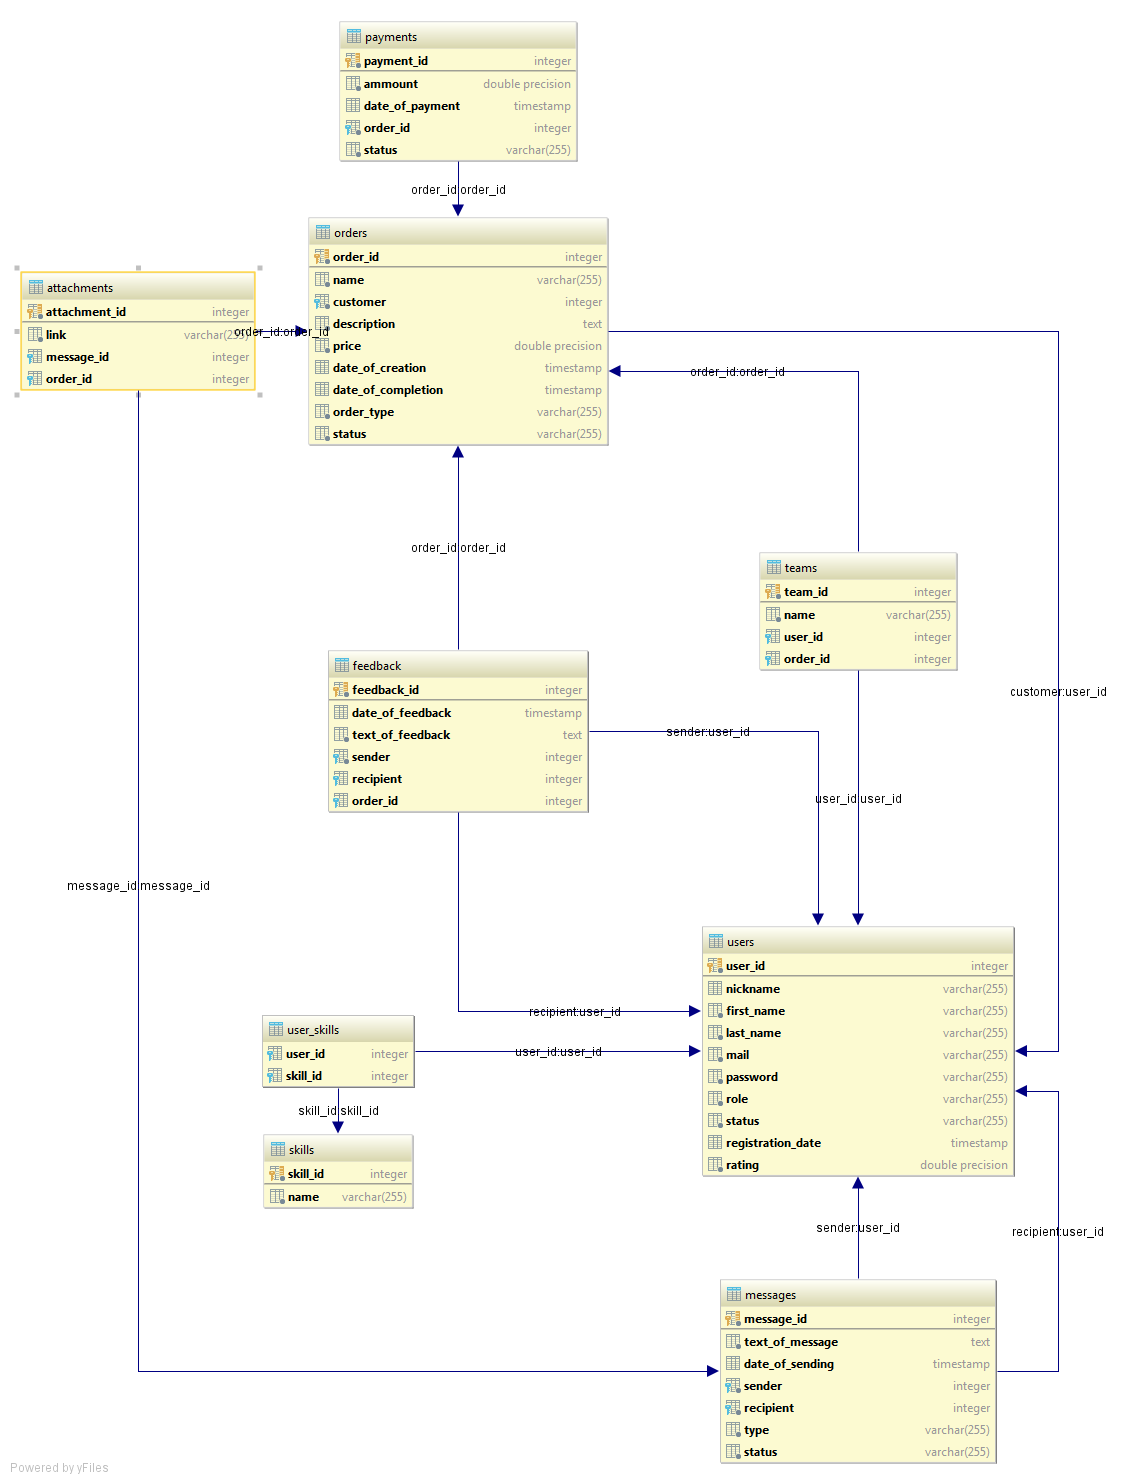 payments
payment_id integer
ammount double precision
date_of_payment timestamp
order_id integer
status varchar(255)
order_id:order_id
orders
order_id integer
name varchar(255)
customer integer
description text
price double precision
date_of_creation timestamp
date_of_completion timestamp
order_type varchar(255)
status varchar(255)
attachments
attachment_id integer
link varchar(255)
message_id integer
order_id integer
order_id:order_id
order_id:order_id
order_id:order_id
teams
team_id integer
name varchar(255)
user_id integer
order_id integer
feedback
feedback_id integer
date_of_feedback timestamp
text_of_feedback text
sender integer
recipient integer
order_id integer
customer:user_id
sender:user_id
user_id:user_id
message_id:message_id
users
user_id integer
nickname varchar(255)
first_name varchar(255)
last_name varchar(255)
mail varchar(255)
password varchar(255)
role varchar(255)
status varchar(255)
registration_date timestamp
rating double precision
recipient:user_id
user_skills
user_id integer
skill_id integer
user_id:user_id
skill_id:skill_id
skills
skill_id integer
name varchar(255)
sender:user_id
recipient:user_id
messages
message_id integer
text_of_message text
date_of_sending timestamp
sender integer
recipient integer
type varchar(255)
status varchar(255)
Powered by yFiles